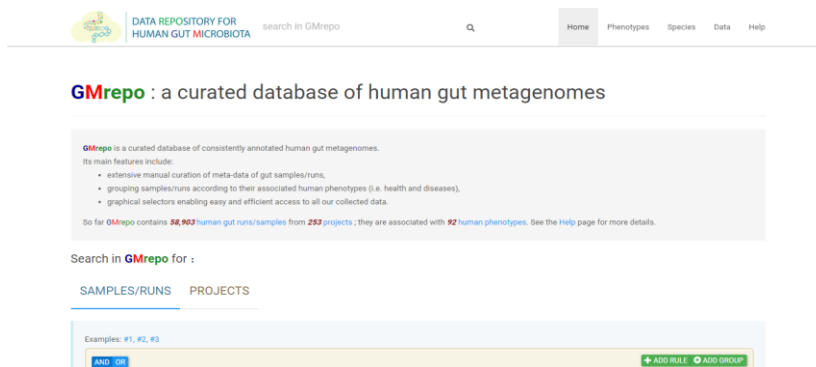 DATA REPOSITORY FOR
HUMAN GUT MICROBIOTA
search in GMrepo
Home Phenotypes Species Data Help
GMrepo : a curated database of human gut metagenomes
GMrepo is a curated database of consistently annotated human gut metagenomes.
Its main features include:
• extensive manual curation of meta-data of gut samples/runs,
• grouping samples/runs according to their associated human phenotypes (i.e. health and diseases),
• graphical selectors enabling easy and efficient access to all our collected data.
So far GMrepo contains 58,903 human gut runs/samples from 253 projects ; they are associated with 92 human phenotypes. See the Help page for more details.
Search in GMrepo for :
SAMPLES/RUNS PROJECTS
Examples: #1, #2, #3
AND OR + ADD RULE ADD GROUP